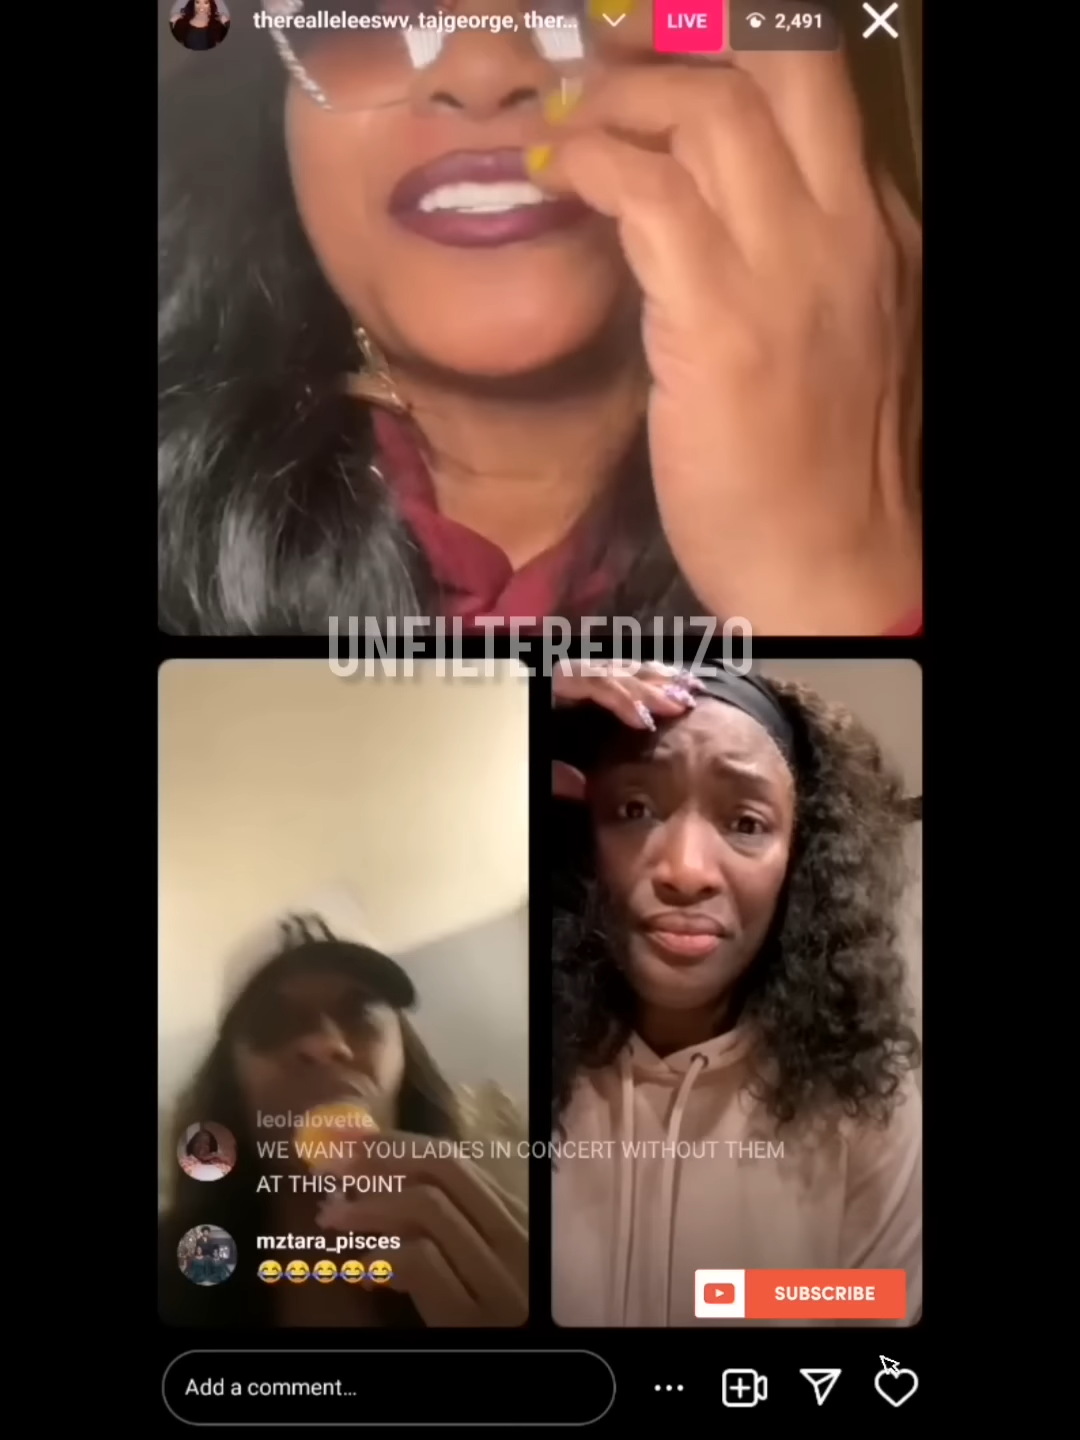 therealleleeswv, tajgeorge, ther...
LIVE
2,491
UNFILTEREDUZO
leolalovette
WE WANT YOU LADIES IN CONCERT WITHOUT THEM
AT THIS POINT
mztara_pisces
😂😂😂😂😂
SUBSCRIBE
Add a comment...